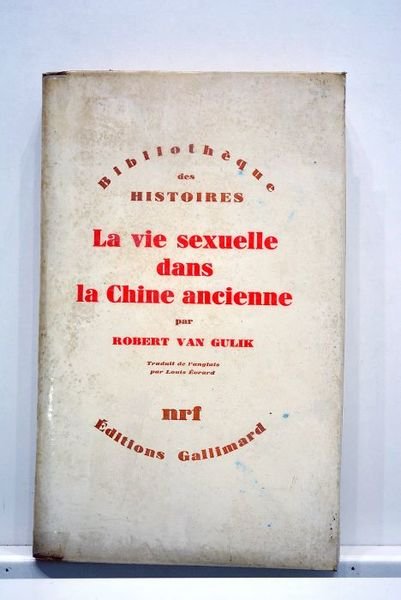 Bibliothèque
des
HISTOIRES
La vie sexuelle
dans
la Chine ancienne
par
ROBERT VAN GULIK
Traduit de l'anglais
par Louis Évrard
nrf
Éditions Gallimard